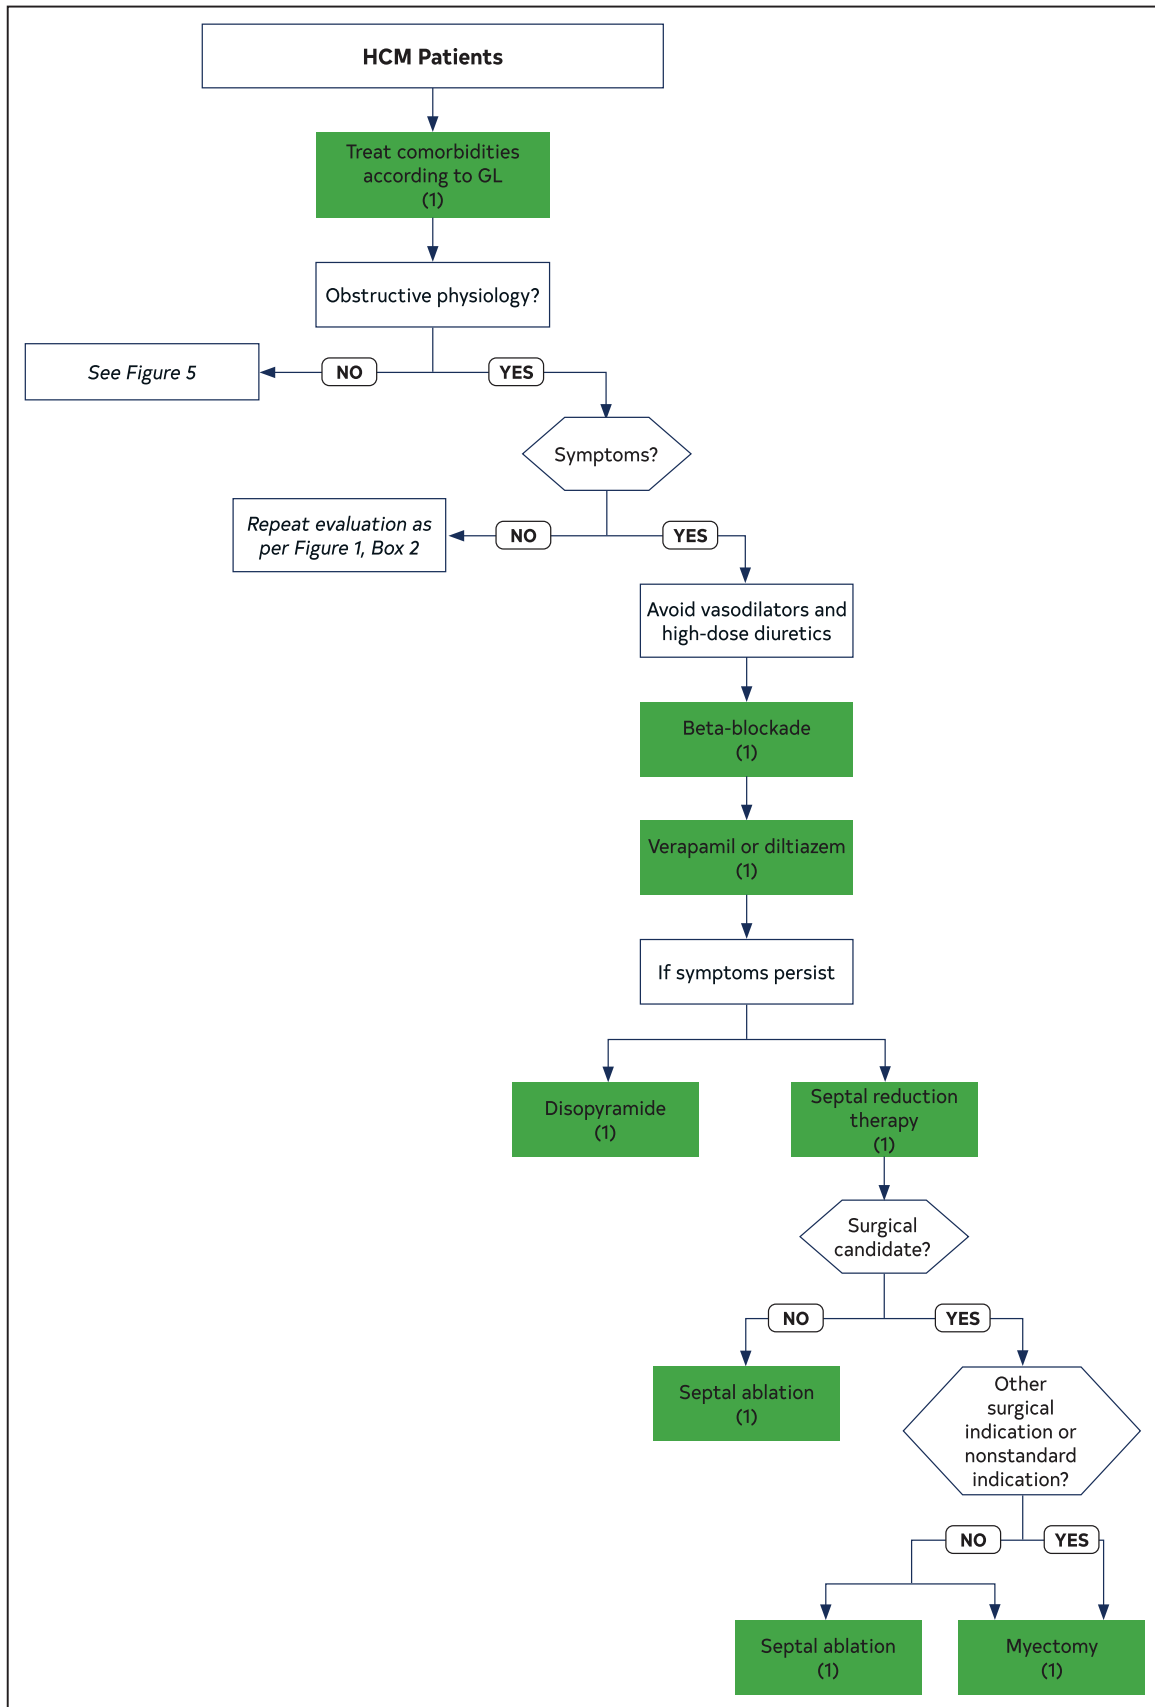 HCM Patients
Treat comorbidities
according to GL
(1)
Obstructive physiology?
See Figure 5
NO
YES
Symptoms?
Repeat evaluation as
per Figure 1, Box 2
NO
YES
Avoid vasodilators and
high-dose diuretics
Beta-blockade
(1)
Verapamil or diltiazem
(1)
If symptoms persist
Disopyramide
(1)
Septal reduction
therapy
(1)
Surgical
candidate?
NO
YES
Septal ablation
(1)
Other
surgical
indication or
nonstandard
indication?
NO
YES
Septal ablation
(1)
Myectomy
(1)